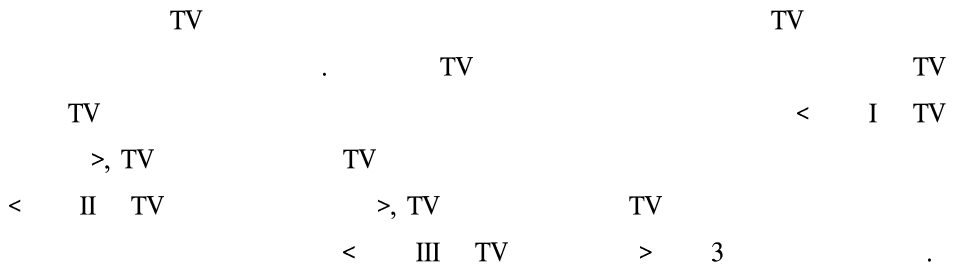 TV TV
. TV TV
TV < I TV
>, TV TV
< II TV >, TV TV
< III TV > 3 .